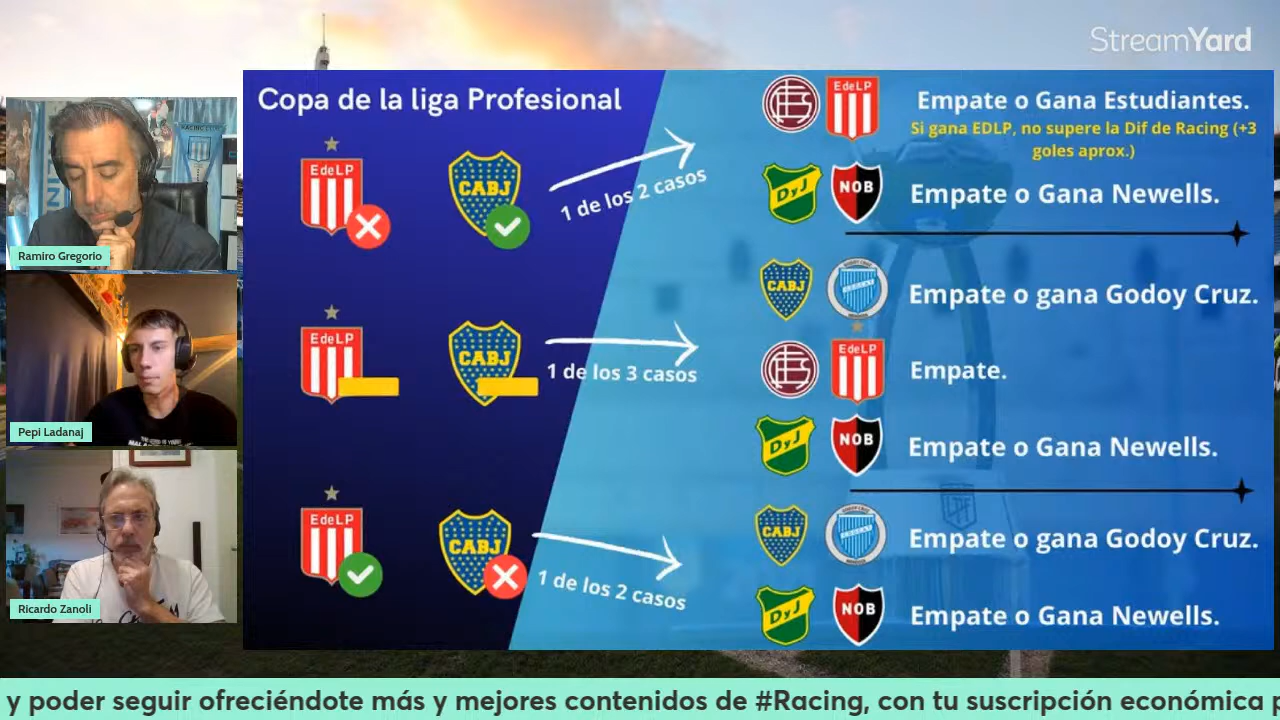 StreamYard
Copa de la liga Profesional
EdeLP
CABJ
1 de los 2 casos
EdeLP
Empate o Gana Estudiantes.
Si gana EDLP, no supere la Dif de Racing (+3
goles aprox.)
DyJ
NOB
Empate o Gana Newells.
EdeLP
CABJ
1 de los 3 casos
CABJ
Empate o gana Godoy Cruz.
EdeLP
Empate.
DyJ
NOB
Empate o Gana Newells.
EdeLP
CABJ
1 de los 2 casos
CABJ
Empate o gana Godoy Cruz.
DyJ
NOB
Empate o Gana Newells.
Ramiro Gregorio
Pepi Ladanaj
Ricardo Zanoli
y poder seguir ofreciéndote más y mejores contenidos de #Racing, con tu suscripción económica p